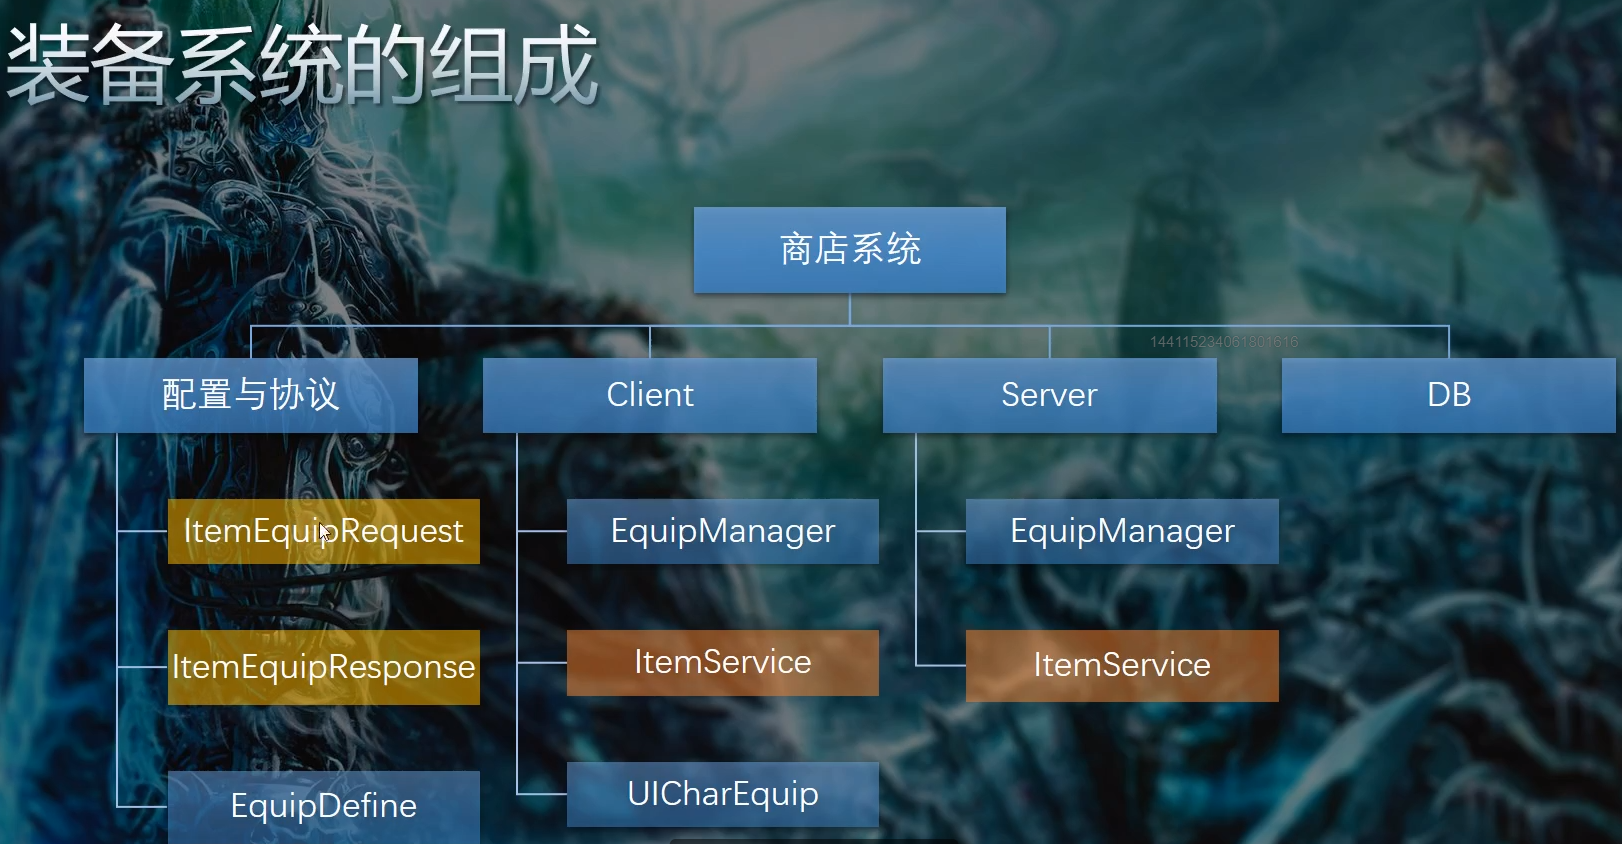 装备系统的组成
商店系统
144115234061801616
配置与协议
Client
Server
DB
ItemEquipRequest
EquipManager
EquipManager
ItemEquipResponse
ItemService
ItemService
EquipDefine
UICharEquip